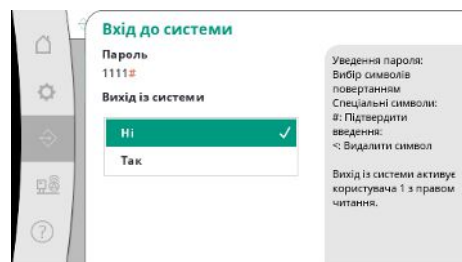 Вхід до системи
Пароль
1111#
Вихід із системи
Ні
Так
Уведення пароля:
Вибір символів
повертанням
Спеціальні символи:
#: Підтвердити
введення:
<: Видалити символ
Вихід із системи активує
користувача 1 з правом
читання.